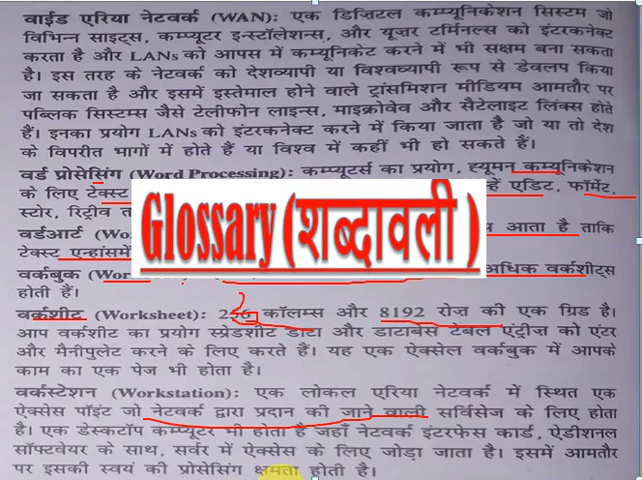 वाईड एरिया नेटवर्क (WAN): एक डिज़िटल कम्प्यूनिकेशन सिस्टम जो
विभिन्न साइट्स, कम्प्यूटर इन्स्टॉलेशन्स, और यूज़र टर्मिनल्स को इंटरकनेक्ट
करता है और LANs को आपस में कम्यूनिकेट करने में भी सक्षम बना सकता
है। इस तरह के नेटवर्क को देशव्यापी या विश्वव्यापी रूप से डेवलप किया
जा सकता है और इसमें इस्तेमाल होने वाले ट्रांसमिशन मीडियम आमतौर पर
पब्लिक सिस्टम्स जैसे टेलीफोन लाइन्स, माइक्रोवेव और सैटेलाइट लिंक्स होते
हैं। इनका प्रयोग LANs को इंटरकनेक्ट करने में किया जाता है जो या तो देश
के विपरीत भागों में होते हैं या विश्व में कहीं भी हो सकते हैं।
वर्ड प्रोसेसिंग (Word Processing): कम्प्यूटर्स का प्रयोग, ह्यूमन कम्यूनिकेशन
के लिए टेक्स्ट एडिट, फॉर्मेट,
स्टोर, रिट्रीव
Glossary (शब्दावली )
वर्डआर्ट आता है ताकि
टेक्स्ट एन्हांसमें
वर्कबुक अधिक वर्कशीट्स
होती हैं।
वर्कशीट (Worksheet): 256 कॉलम्स और 8192 रोज़ की एक ग्रिड है।
आप वर्कशीट का प्रयोग स्प्रेडशीट डाटा और डाटाबेस टेबल एंट्रीज़ को एंटर
और मैनीपुलेट करने के लिए करते हैं। यह एक ऐक्सेल वर्कबुक में आपके
काम का एक पेज भी होता है।
वर्कस्टेशन (Workstation): एक लोकल एरिया नेटवर्क में स्थित एक
ऐक्सेस पॉइंट जो नेटवर्क द्वारा प्रदान की जाने वाली सर्विसेज के लिए होता
है। एक डेस्कटॉप कम्प्यूटर भी होता है जहाँ नेटवर्क इंटरफेस कार्ड, ऐडीशनल
सॉफ्टवेयर के साथ, सर्वर में ऐक्सेस के लिए जोड़ा जाता है। इसमें आमतौर
पर इसकी स्वयं की प्रोसेसिंग क्षमता होती है।